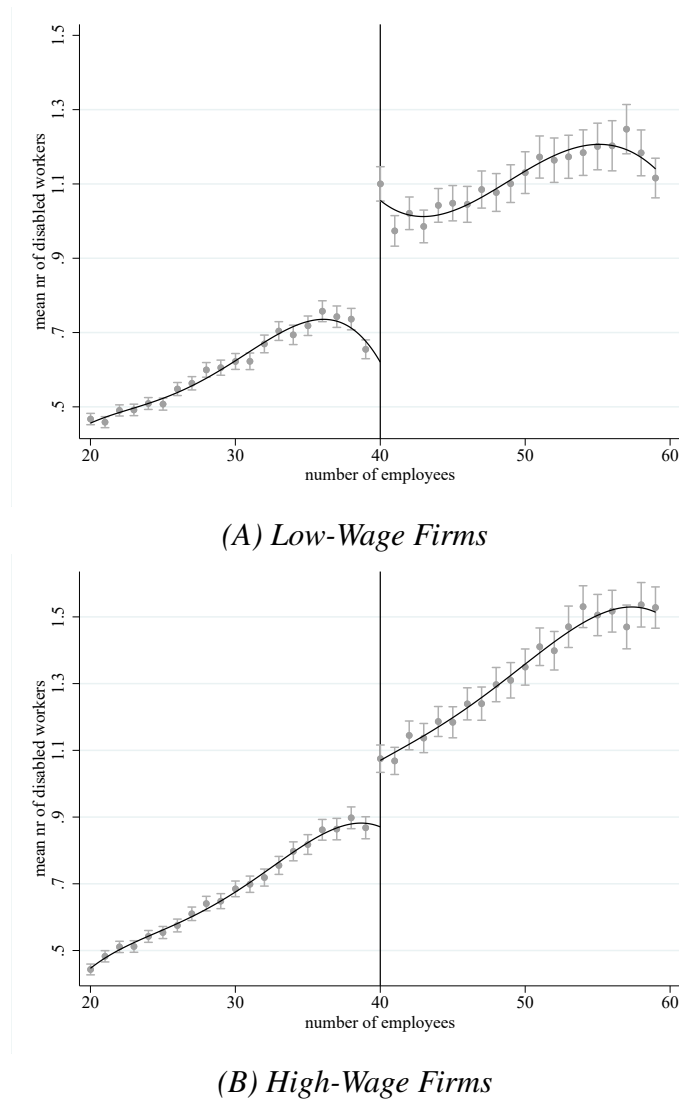 mean nr of disabled workers
1.5
1.3
1.1
.9
.7
.5
20 30 40 50 60
number of employees
(A) Low-Wage Firms
mean nr of disabled workers
1.5
1.3
1.1
.9
.7
.5
20 30 40 50 60
number of employees
(B) High-Wage Firms